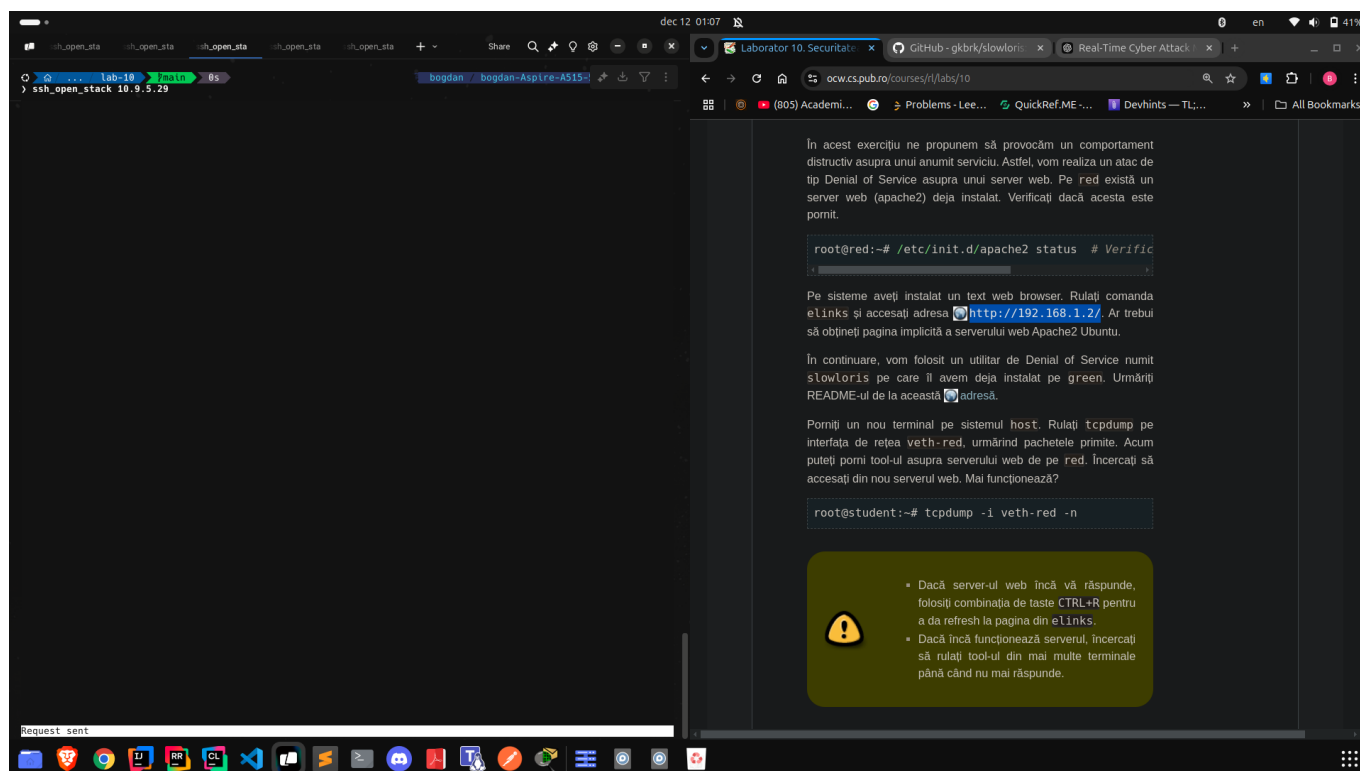 dec 12 01:07
en
41%
ssh_open_sta
ssh_open_sta
ssh_open_sta
ssh_open_sta
ssh_open_sta
Share
... lab-10 main 0s
bogdan bogdan-Aspire-A515-
❯ ssh_open_stack 10.9.5.29
Request sent
Laborator 10. Securitate
GitHub - gkbrk/slowloris
Real-Time Cyber Attack
ocw.cs.pub.ro/courses/rl/labs/10
(805) Academi...
Problems - Lee...
QuickRef.ME -...
Devhints — TL;...
»
All Bookmarks
În acest exercițiu ne propunem să provocăm un comportament
distructiv asupra unui anumit serviciu. Astfel, vom realiza un atac de
tip Denial of Service asupra unui server web. Pe red există un
server web (apache2) deja instalat. Verificați dacă acesta este
pornit.
root@red:~# /etc/init.d/apache2 status # Verific
Pe sisteme aveți instalat un text web browser. Rulați comanda
elinks și accesați adresa http://192.168.1.2/. Ar trebui
să obțineți pagina implicită a serverului web Apache2 Ubuntu.
În continuare, vom folosit un utilitar de Denial of Service numit
slowloris pe care îl avem deja instalat pe green. Urmăriți
README-ul de la această adresă.
Porniți un nou terminal pe sistemul host. Rulați tcpdump pe
interfața de rețea veth-red, urmărind pachetele primite. Acum
puteți porni tool-ul asupra serverului web de pe red. Încercați să
accesați din nou serverul web. Mai funcționează?
root@student:~# tcpdump -i veth-red -n
Dacă server-ul web încă vă răspunde,
folosiți combinația de taste CTRL+R pentru
a da refresh la pagina din elinks.
Dacă încă funcționează serverul, încercați
să rulați tool-ul din mai multe terminale
până când nu mai răspunde.